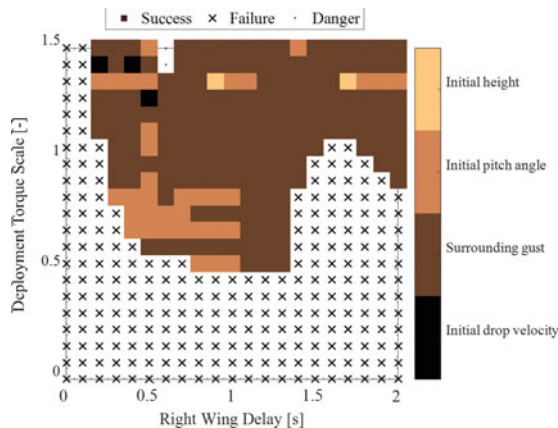 Success Failure Danger
1.5
1
0.5
0
Deployment Torque Scale [-]
0 0.5 1 1.5 2
Right Wing Delay [s]
Initial height
Initial pitch angle
Surrounding gust
Initial drop velocity